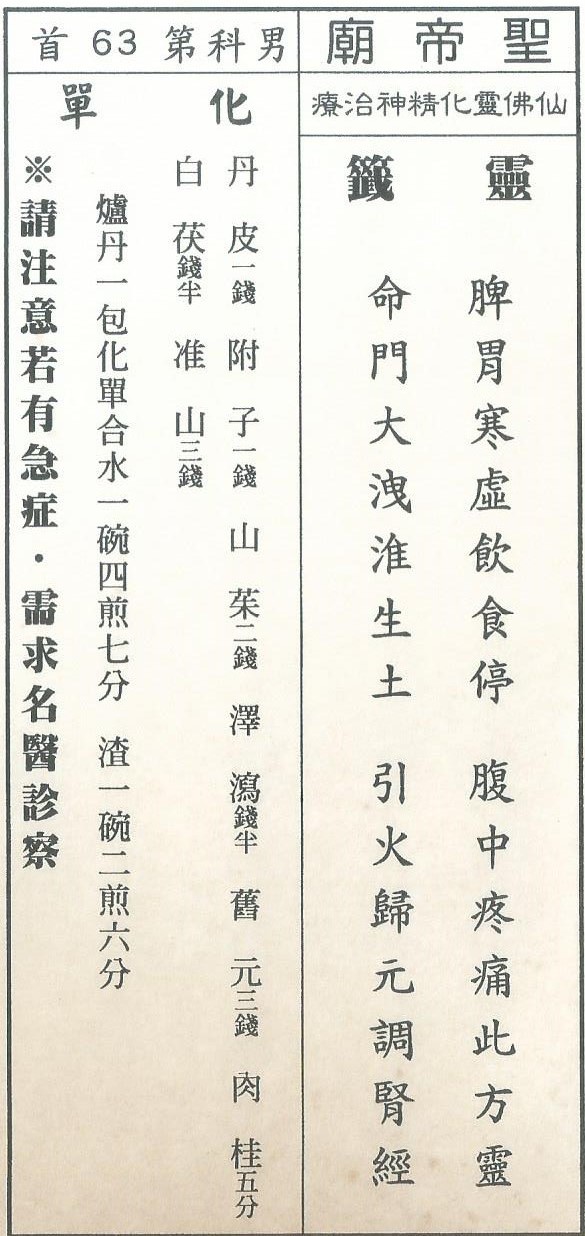 聖帝廟
仙佛靈化精神治療
靈籤
脾胃寒虛飲食停 腹中疼痛此方靈
命門大洩淮生土 引火歸元調腎經
男科第63首
化單
丹皮一錢 附子一錢 山茱二錢 澤瀉錢半 舊元三錢 肉桂五分
白茯錢半 准山三錢
爐丹一包化單合水一碗四煎七分 渣一碗二煎六分
※請注意若有急症·需求名醫診察